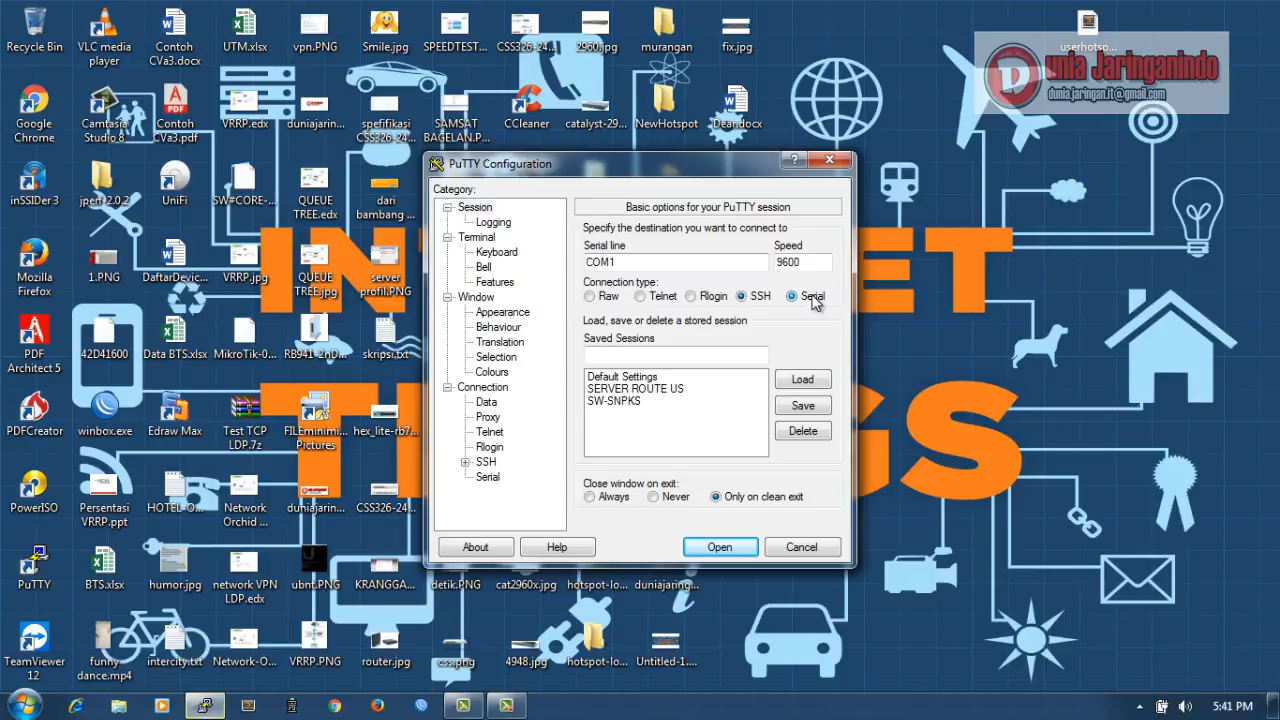 Recycle Bin
VLC media
player
Contoh
CVa3.docx
UTM.xlsx
vpn.PNG
Smile.jpg
SPEEDTEST...
CSS326-24...
2960.jpg
murangan
fix.jpg
userhotsp...
Dunia Jaringanindo
dunia.jaringan.it@gmail.com
Google
Chrome
Camtasia
Studio 8
Contoh
CVa3.pdf
VRRP.edx
duniajarin...
spefifikasi
CSS326-24...
SAMSAT
BAGELAN.P...
CCleaner
catalyst-29...
NewHotspot
Dean.docx
inSSIDer 3
jperf-2.0.2
UniFi
SW#CORE-...
QUEUE
TREE.edx
dari
bambang ...
Mozilla
Firefox
1.PNG
DaftarDevic...
VRRP.jpg
QUEUE
TREE.jpg
server
profil.PNG
PDF
Architect 5
42D41600
Data BTS.xlsx
MikroTik-0...
RB941-2nD...
skripsi.txt
PDFCreator
winbox.exe
Edraw Max
Test TCP
LDP.7z
FILEminimi...
Pictures
hex_lite-rb7...
PowerISO
Persentasi
VRRP.ppt
HOTEL-O...
Network
Orchid ...
duniajarin...
CSS326-24...
PuTTY
BTS.xlsx
humor.jpg
network VPN
LDP.edx
ubnt.PNG
KRANGGA...
detik.PNG
cat2960x.jpg
hotspot-lo...
duniajaring...
TeamViewer
12
funny
dance.mp4
intercity.txt
Network-O...
VRRP.PNG
router.jpg
css.png
4948.jpg
hotspot-lo...
Untitled-1....
PuTTY Configuration
?
Category:
Session
Logging
Terminal
Keyboard
Bell
Features
Window
Appearance
Behaviour
Translation
Selection
Colours
Connection
Data
Proxy
Telnet
Rlogin
SSH
Serial
Basic options for your PuTTY session
Specify the destination you want to connect to
Serial line Speed
COM1 9600
Connection type:
Raw Telnet Rlogin SSH Serial
Load, save or delete a stored session
Saved Sessions
Default Settings
SERVER ROUTE US
SW-SNPKS
Load
Save
Delete
Close window on exit:
Always Never Only on clean exit
About Help Open Cancel
5:41 PM